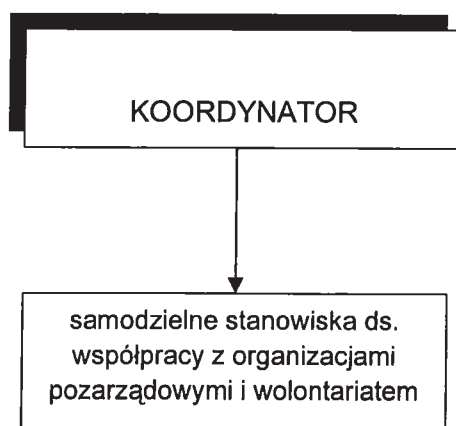 KOORDYNATOR
samodzielne stanowiska ds.
współpracy z organizacjami
pozarządowymi i wolontariatem